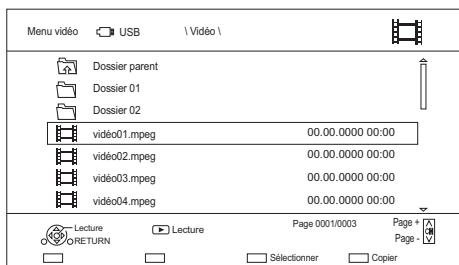 Menu vidéo USB \ Vidéo \
Dossier parent
Dossier 01
Dossier 02
vidéo01.mpeg 00.00.0000 00:00
vidéo02.mpeg 00.00.0000 00:00
vidéo03.mpeg 00.00.0000 00:00
vidéo04.mpeg 00.00.0000 00:00
Lecture
RETURN
Lecture
Page 0001/0003
Page +
Page -
CH
Sélectionner
Copier